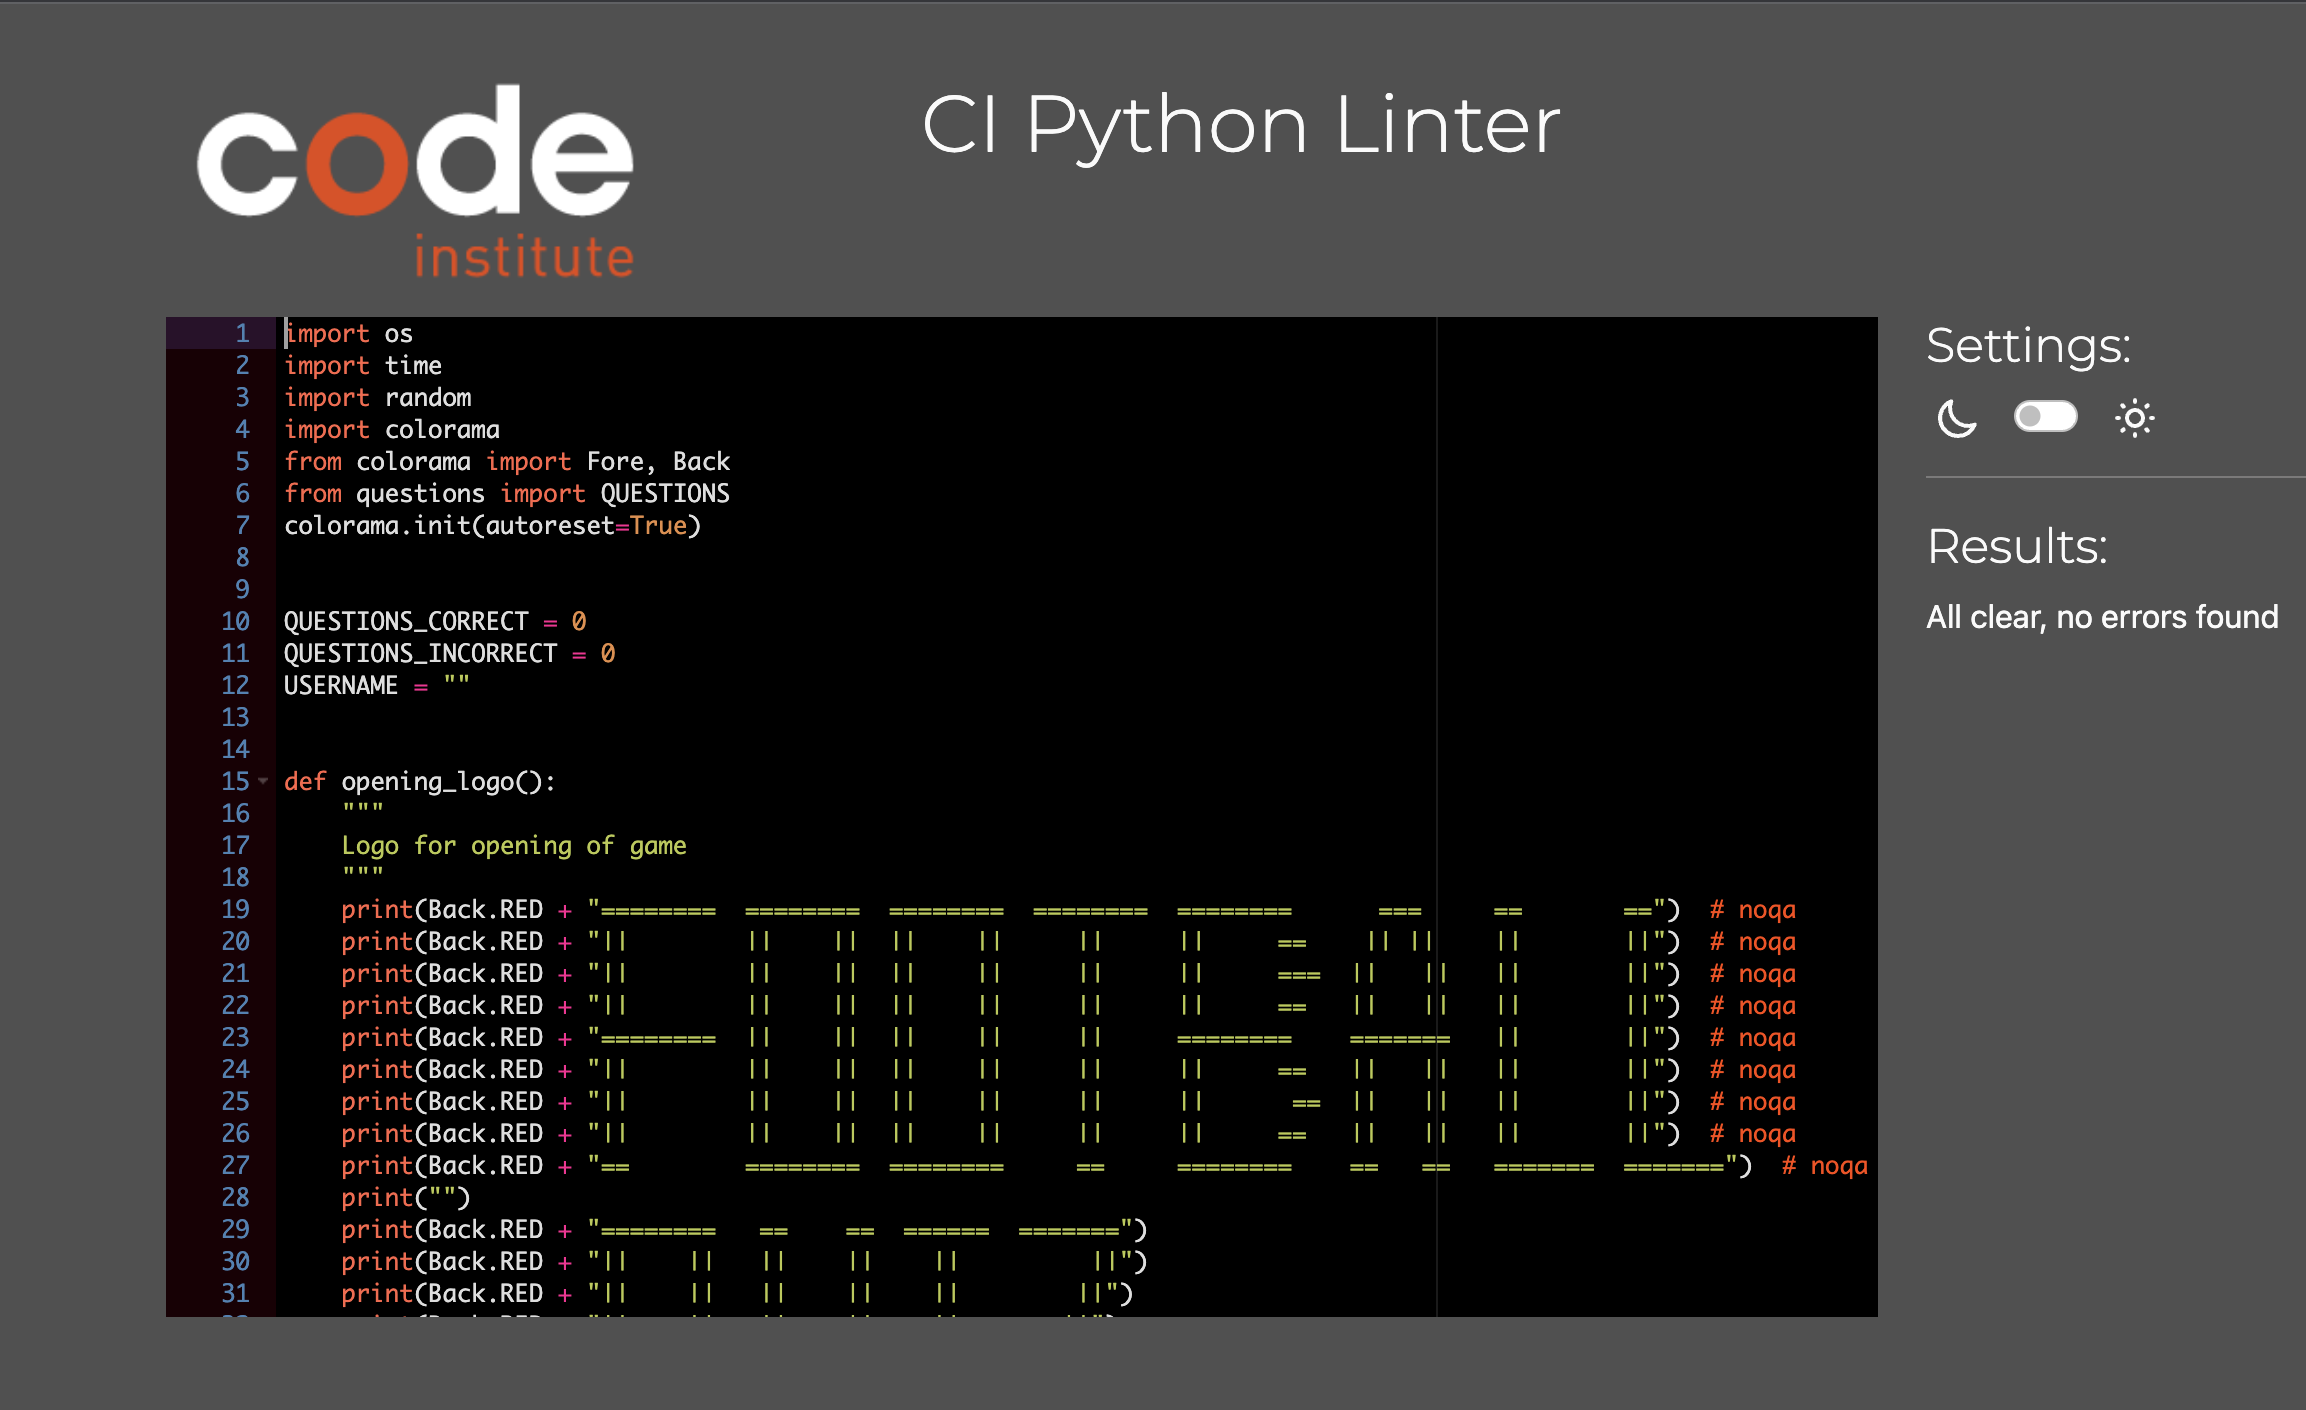 code
institute
CI Python Linter
1 import os
2 import time
3 import random
4 import colorama
5 from colorama import Fore, Back
6 from questions import QUESTIONS
7 colorama.init(autoreset=True)
8
9
10 QUESTIONS_CORRECT = 0
11 QUESTIONS_INCORRECT = 0
12 USERNAME = ""
13
14
15 def opening_logo():
16     """
17     Logo for opening of game
18     """
19     print(Back.RED + "========  ========  ========  ========  ========      ===     ==       ==")  # noqa
20     print(Back.RED + "||        ||    ||  ||    ||     ||     ||     ==    || ||    ||       ||")  # noqa
21     print(Back.RED + "||        ||    ||  ||    ||     ||     ||     ===  ||   ||   ||       ||")  # noqa
22     print(Back.RED + "||        ||    ||  ||    ||     ||     ||     ==   ||   ||   ||       ||")  # noqa
23     print(Back.RED + "========  ||    ||  ||    ||     ||     ========    =======   ||       ||")  # noqa
24     print(Back.RED + "||        ||    ||  ||    ||     ||     ||     ==   ||   ||   ||       ||")  # noqa
25     print(Back.RED + "||        ||    ||  ||    ||     ||     ||      ==  ||   ||   ||       ||")  # noqa
26     print(Back.RED + "||        ||    ||  ||    ||     ||     ||     ==   ||   ||   ||       ||")  # noqa
27     print(Back.RED + "==        ========  ========     ==     ========    ==   ==   =======  =======")  # noqa
28     print("")
29     print(Back.RED + "========   ==    ==  ======  =======")
30     print(Back.RED + "||    ||   ||    ||    ||         ||")
31     print(Back.RED + "||    ||   ||    ||    ||        ||")
Settings:
Results:
All clear, no errors found